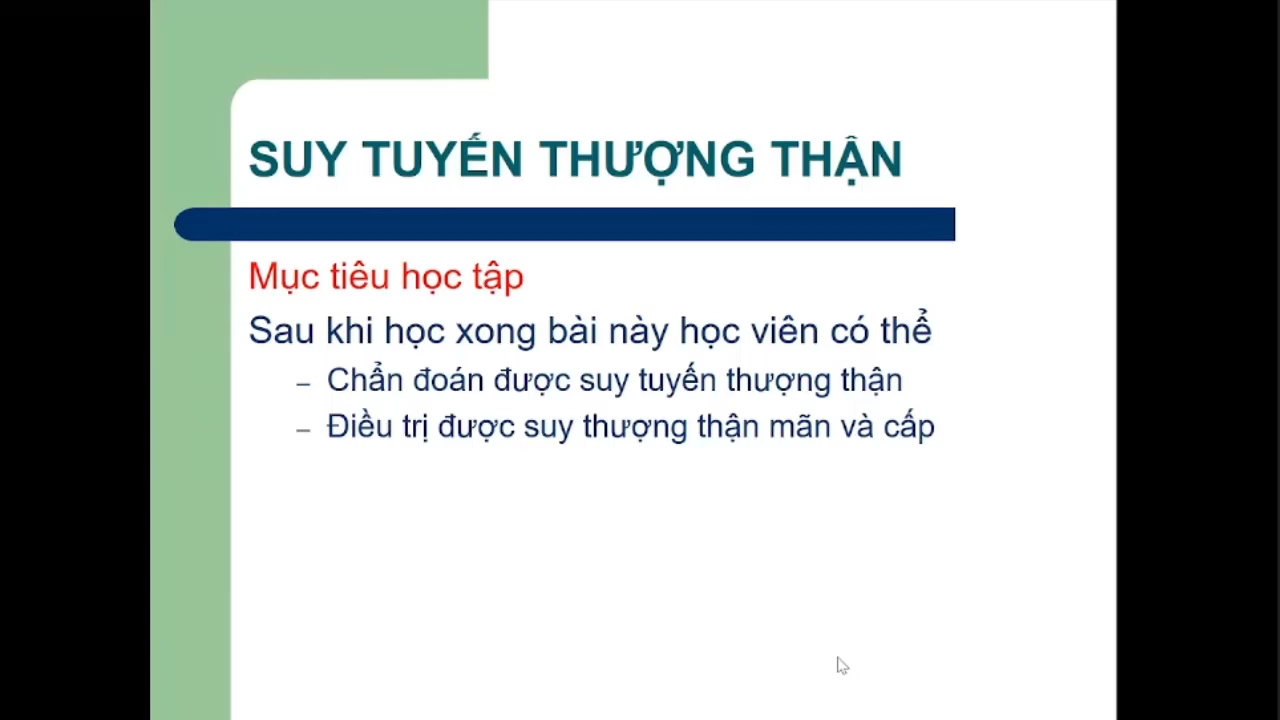 SUY TUYẾN THƯỢNG THẬN
Mục tiêu học tập
Sau khi học xong bài này học viên có thể
– Chẩn đoán được suy tuyến thượng thận
– Điều trị được suy thượng thận mãn và cấp